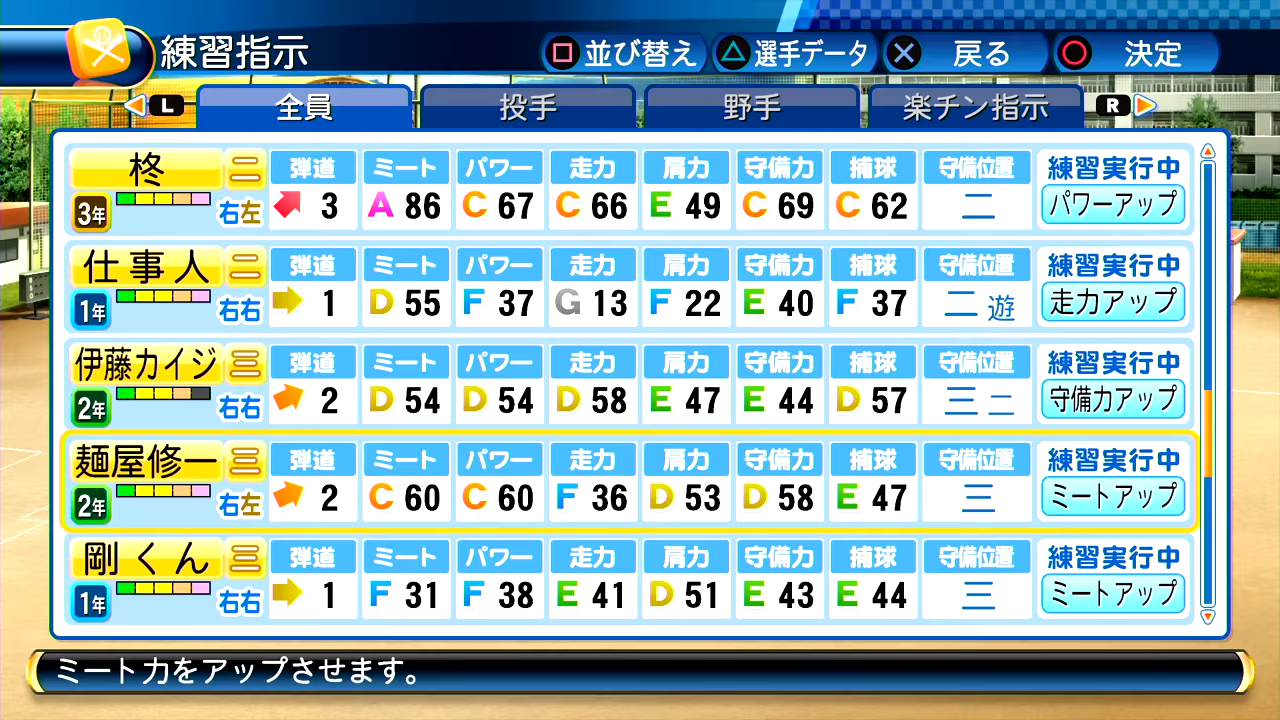 練習指示
□並び替え △選手データ ×戻る ○決定
L 全員 投手 野手 楽チン指示 R
柊 二 弾道 ミート パワー 走力 肩力 守備力 捕球 守備位置 練習実行中
3年 右左 3 A 86 C 67 C 66 E 49 C 69 C 62 二 パワーアップ
仕事人 二 弾道 ミート パワー 走力 肩力 守備力 捕球 守備位置 練習実行中
1年 右右 1 D 55 F 37 G 13 F 22 E 40 F 37 二 遊 走力アップ
伊藤カイジ 三 弾道 ミート パワー 走力 肩力 守備力 捕球 守備位置 練習実行中
2年 右右 2 D 54 D 54 D 58 E 47 E 44 D 57 三 二 守備力アップ
麺屋修一 三 弾道 ミート パワー 走力 肩力 守備力 捕球 守備位置 練習実行中
2年 右左 2 C 60 C 60 F 36 D 53 D 58 E 47 三 ミートアップ
剛くん 三 弾道 ミート パワー 走力 肩力 守備力 捕球 守備位置 練習実行中
1年 右右 1 F 31 F 38 E 41 D 51 E 43 E 44 三 ミートアップ
ミート力をアップさせます。